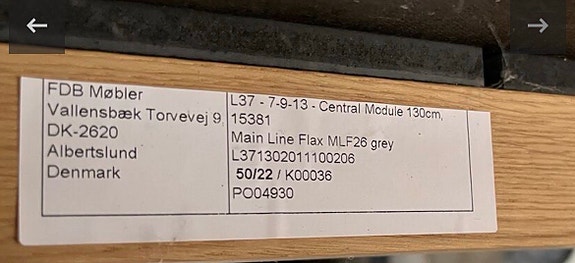 FDB Møbler
Vallensbæk Torvevej 9,
DK-2620
Albertslund
Denmark
L37 - 7-9-13 - Central Module 130cm,
15381
Main Line Flax MLF26 grey
L371302011100206
50/22 / K00036
PO04930